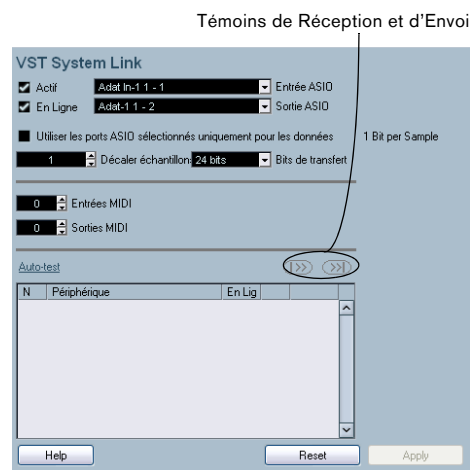 Témoins de Réception et d'Envoi
VST System Link
Actif Adat In-1 1 - 1 Entrée ASIO
En Ligne Adat-1 1 - 2 Sortie ASIO
Utiliser les ports ASIO sélectionnés uniquement pour les données 1 Bit per Sample
1 Décaler échantillon: 24 bits Bits de transfert
0 Entrées MIDI
0 Sorties MIDI
Auto-test
N Périphérique En Lig
Help Reset Apply